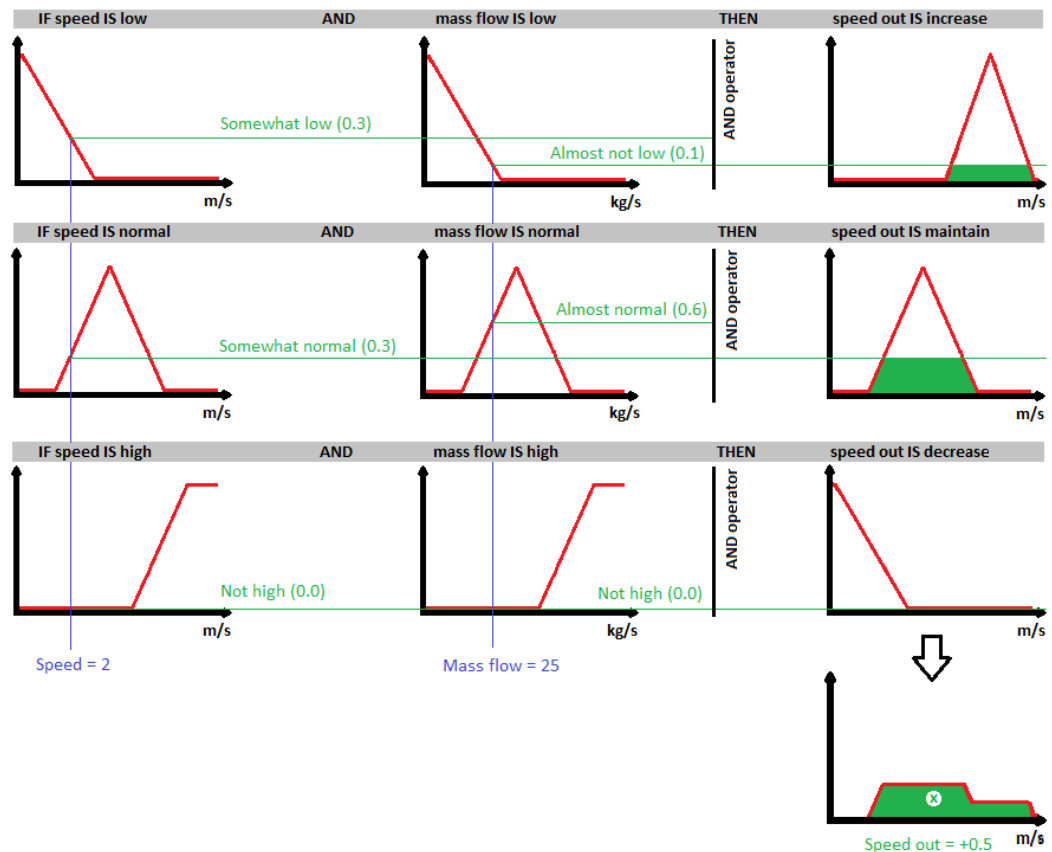 IF speed IS low AND mass flow IS low THEN speed out IS increase
Somewhat low (0.3)
Almost not low (0.1)
AND operator
m/s kg/s m/s
IF speed IS normal AND mass flow IS normal THEN speed out IS maintain
Almost normal (0.6)
Somewhat normal (0.3)
AND operator
m/s kg/s m/s
IF speed IS high AND mass flow IS high THEN speed out IS decrease
AND operator
Not high (0.0) Not high (0.0)
m/s kg/s m/s
Speed = 2 Mass flow = 25
x
Speed out = +0.5 m/s